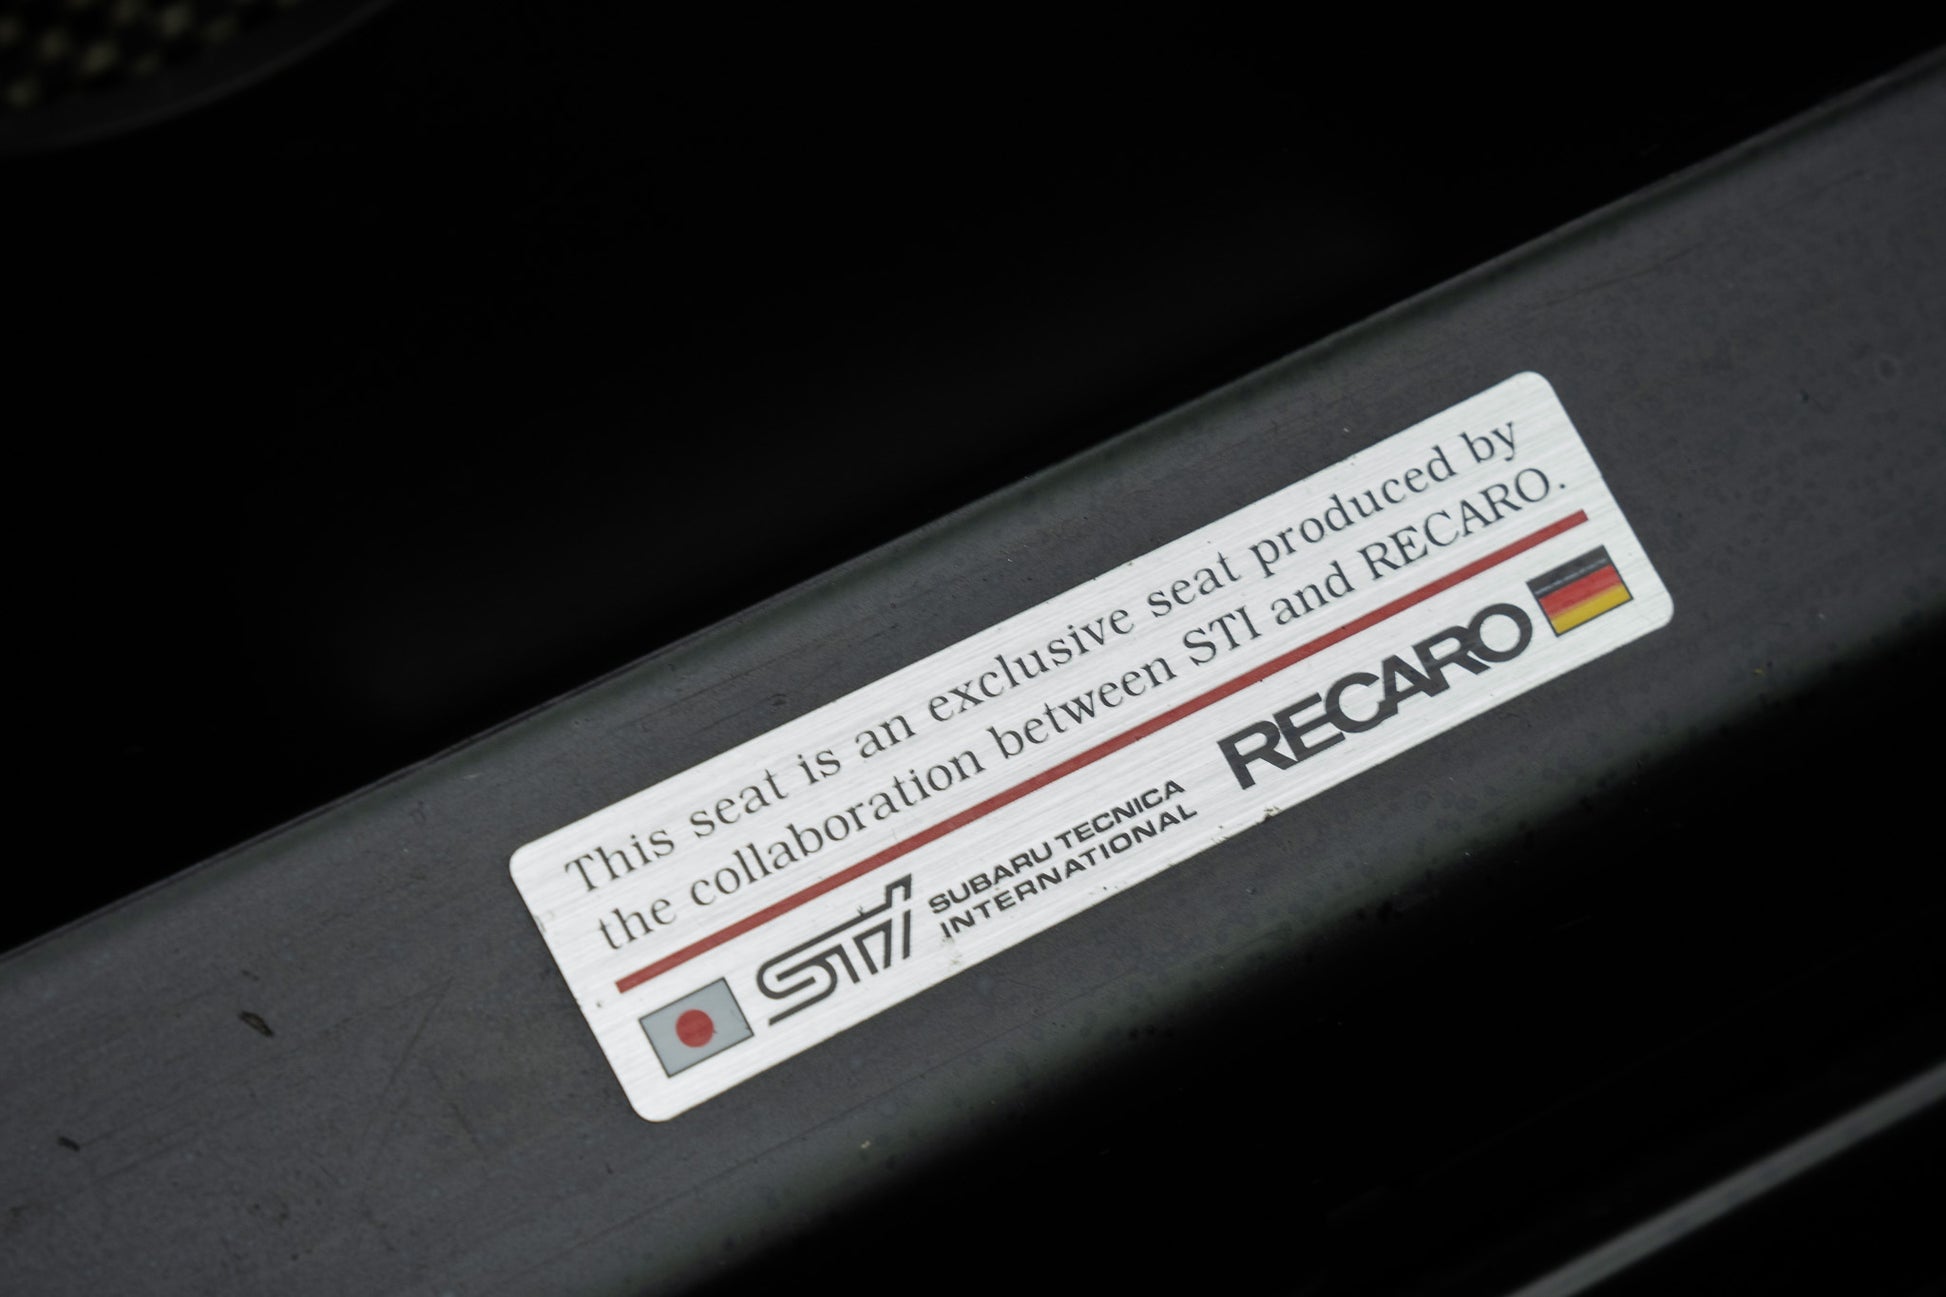 This seat is an exclusive seat produced by
the collaboration between STI and RECARO.
STi SUBARU TECNICA
INTERNATIONAL
RECARO